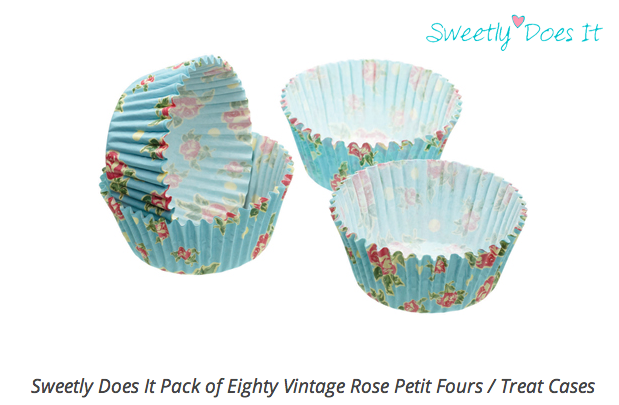 Sweetly Does It
Sweetly Does It Pack of Eighty Vintage Rose Petit Fours / Treat Cases